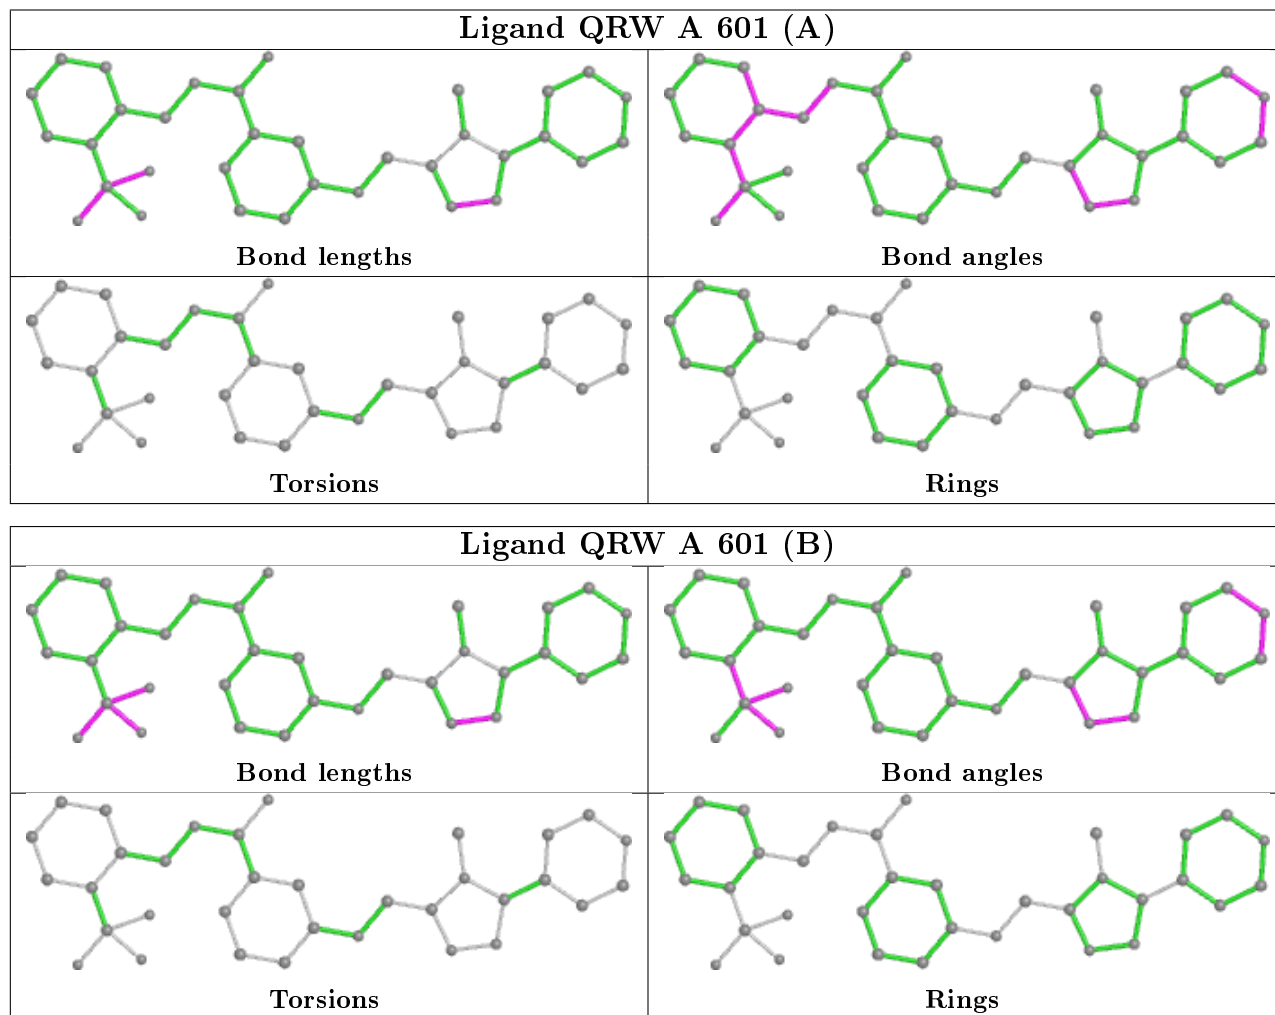 Ligand QRW A 601 (A)
Bond lengths
Bond angles
Torsions
Rings
Ligand QRW A 601 (B)
Bond lengths
Bond angles
Torsions
Rings